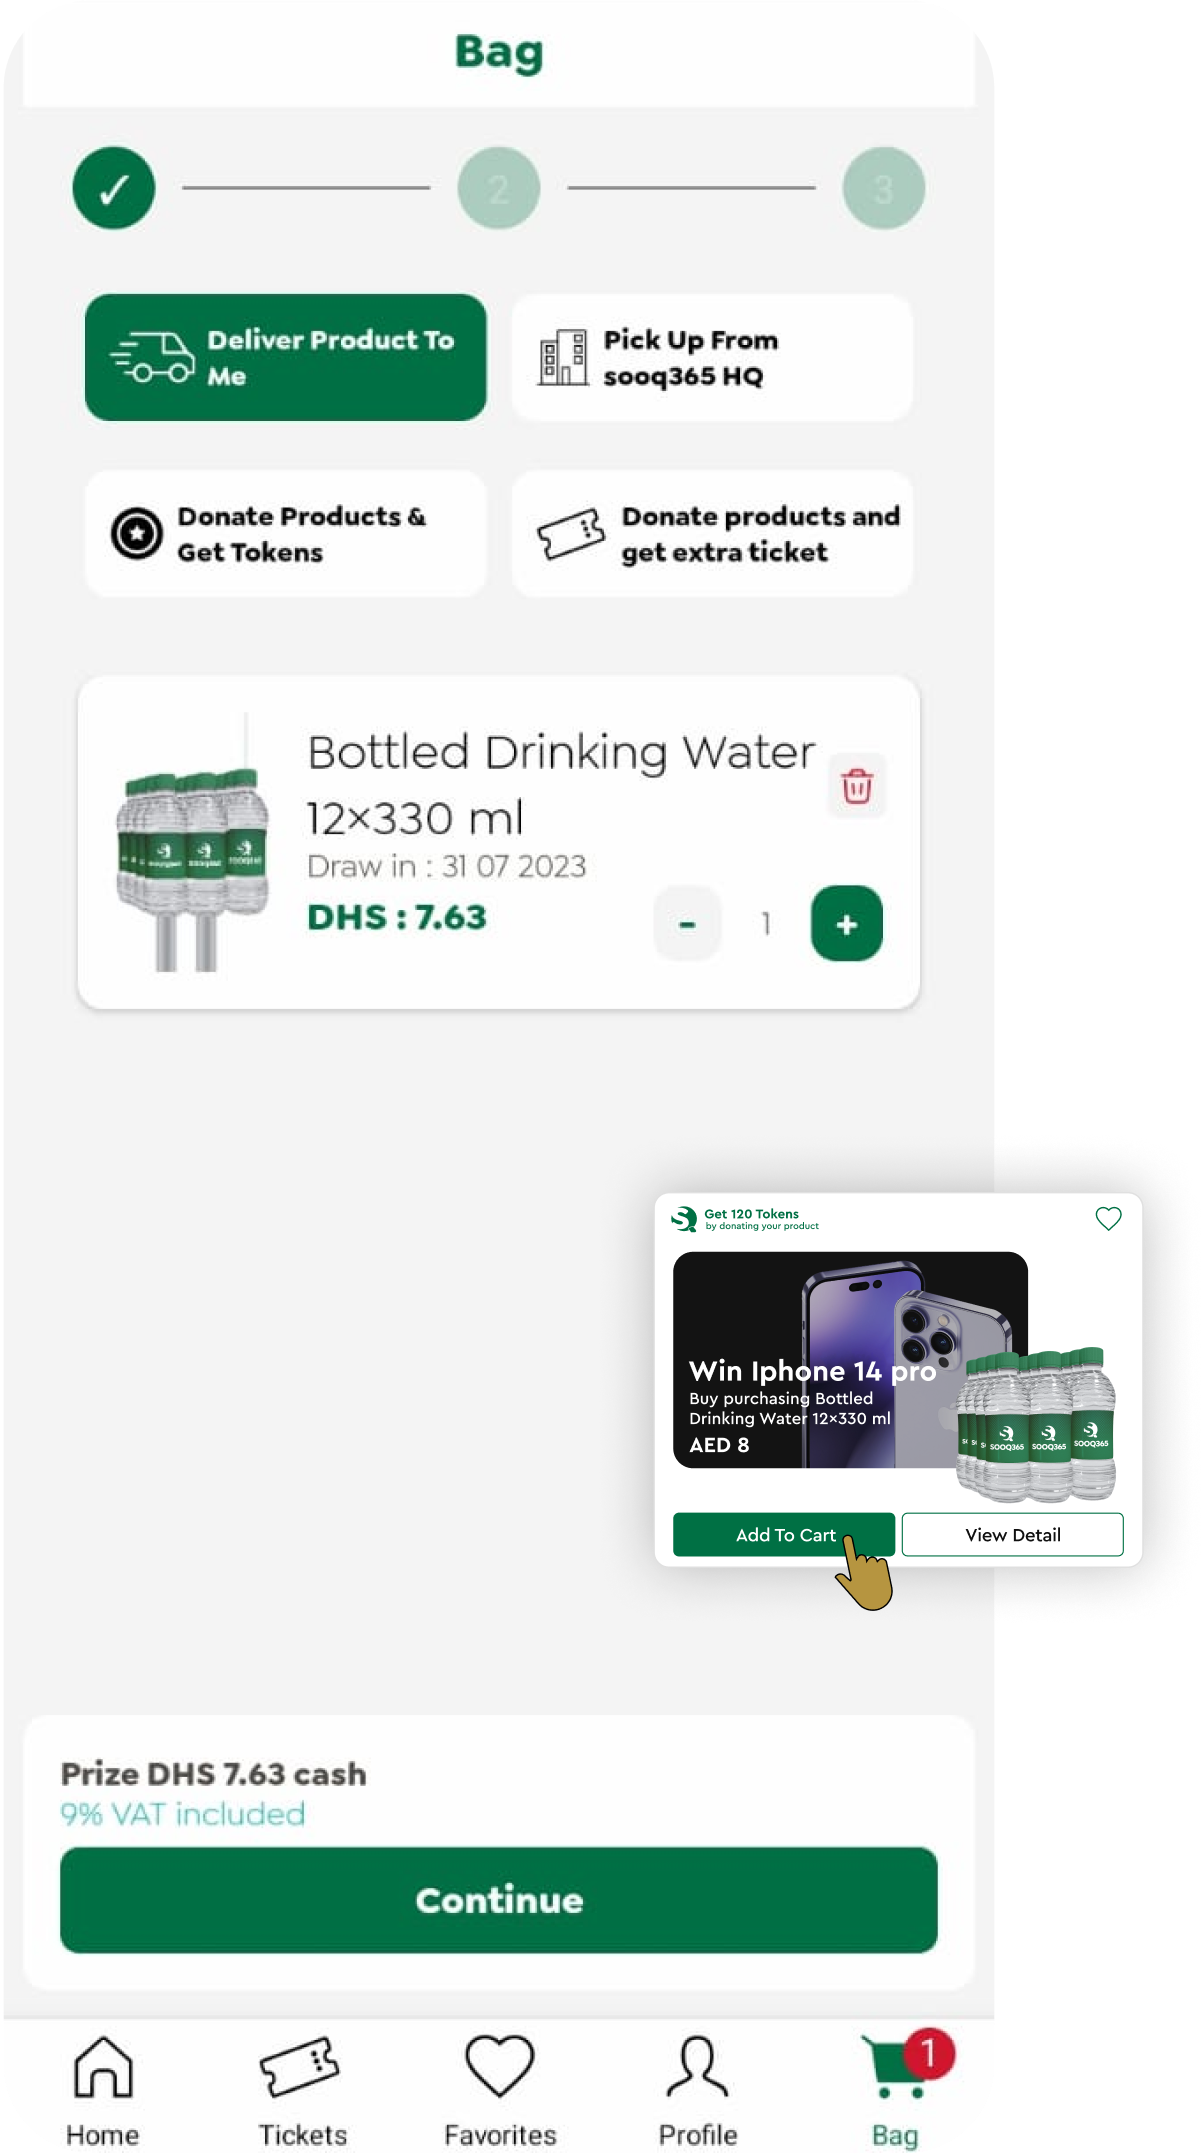 Bag
✓
2
3
Deliver Product To
Me
Pick Up From
sooq365 HQ
Donate Products &
Get Tokens
Donate products and
get extra ticket
Bottled Drinking Water
12×330 ml
Draw in : 31 07 2023
DHS : 7.63
-
1
+
Get 120 Tokens
by donating your product
Win Iphone 14 pro
Buy purchasing Bottled
Drinking Water 12×330 ml
AED 8
SOOQ365
SOOQ365
SOOQ365
Add To Cart
View Detail
Prize DHS 7.63 cash
9% VAT included
Continue
1
Home
Tickets
Favorites
Profile
Bag